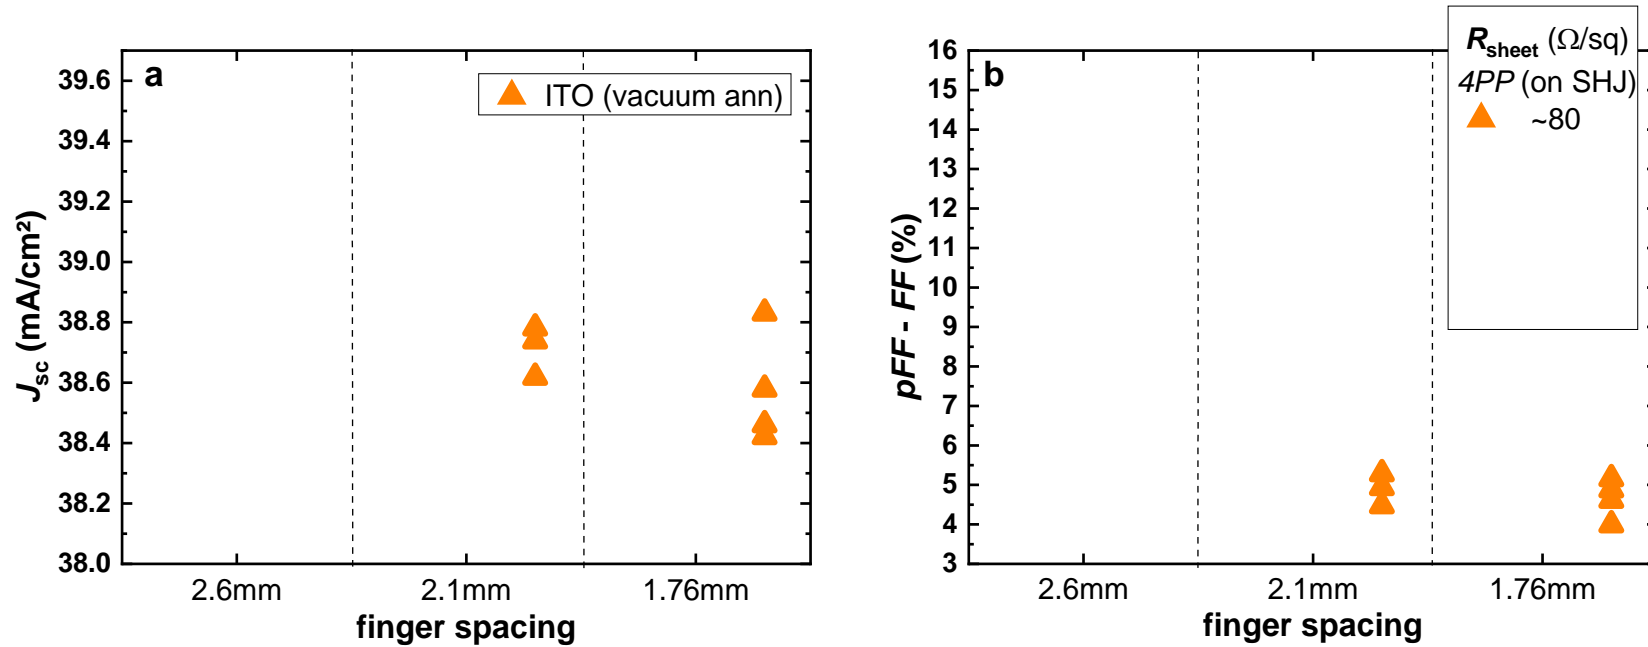 a
ITO (vacuum ann)
39.6
39.4
39.2
39.0
38.8
38.6
38.4
38.2
38.0
Jsc (mA/cm²)
2.6mm
2.1mm
1.76mm
finger spacing
b
Rsheet (Ω/sq)
4PP (on SHJ)
~80
16
15
14
13
12
11
10
9
8
7
6
5
4
3
pFF - FF (%)
2.6mm
2.1mm
1.76mm
finger spacing